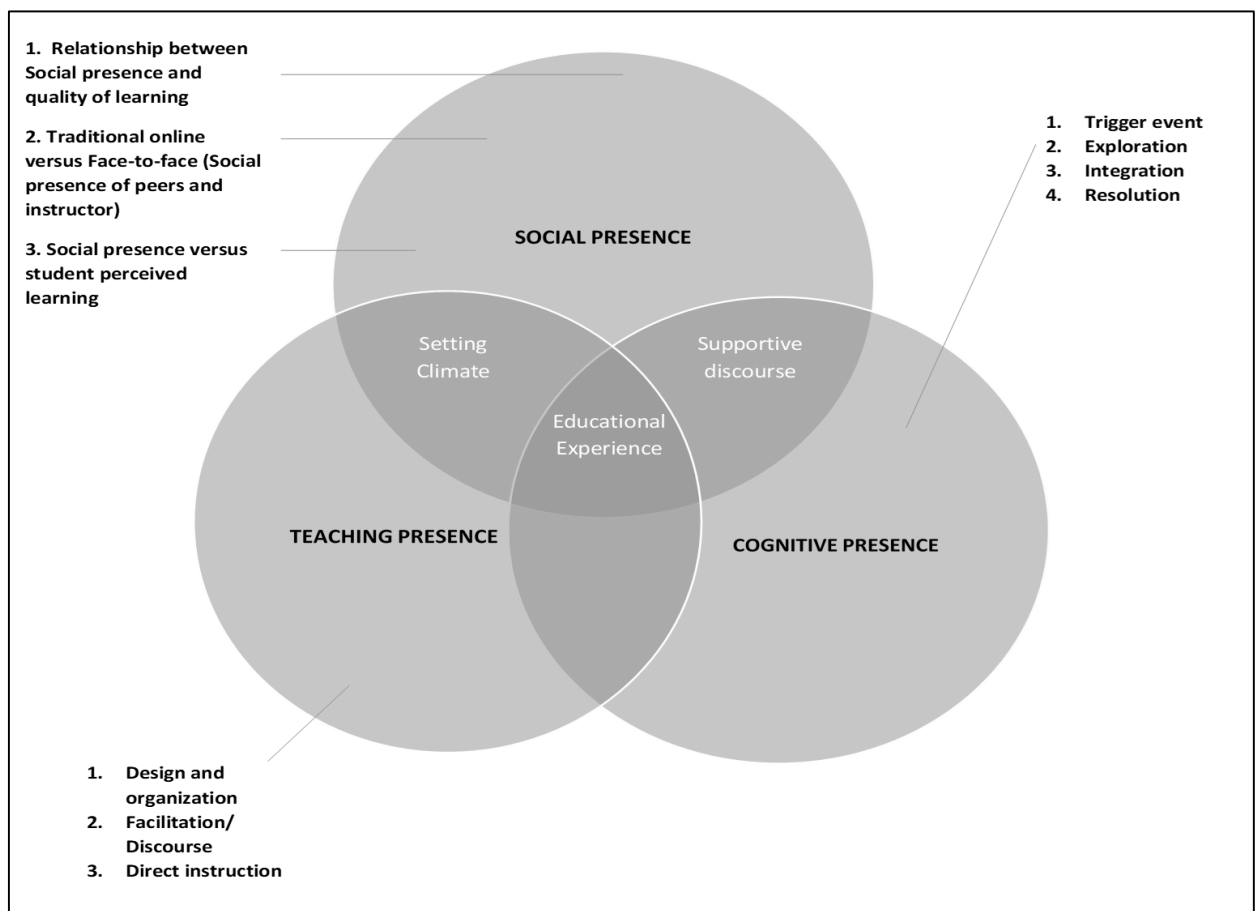 1. Relationship between
Social presence and
quality of learning
2. Traditional online
versus Face-to-face (Social
presence of peers and
instructor)
3. Social presence versus
student perceived
learning
1. Trigger event
2. Exploration
3. Integration
4. Resolution
SOCIAL PRESENCE
Setting
Climate
Supportive
discourse
Educational
Experience
TEACHING PRESENCE
COGNITIVE PRESENCE
1. Design and
organization
2. Facilitation/
Discourse
3. Direct instruction